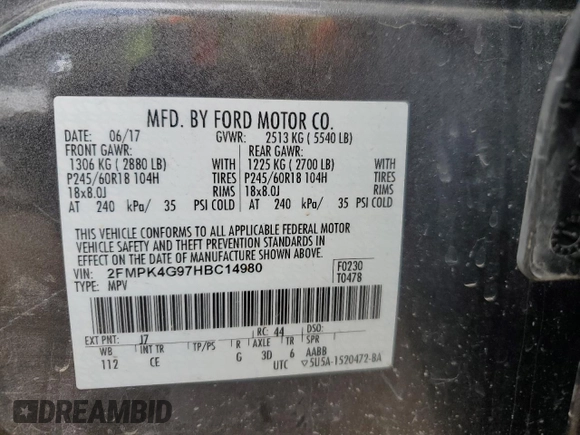 MFD. BY FORD MOTOR CO.
DATE: 06/17 GVWR: 2513 KG ( 5540 LB)
FRONT GAWR: REAR GAWR:
1306 KG ( 2880 LB) WITH 1225 KG ( 2700 LB) WITH
P245/60R18 104H TIRES P245/60R18 104H TIRES
18x8.0J RIMS 18x8.0J RIMS
AT 240 kPa/ 35 PSI COLD AT 240 kPa/ 35 PSI COLD
THIS VEHICLE CONFORMS TO ALL APPLICABLE FEDERAL MOTOR
VEHICLE SAFETY AND THEFT PREVENTION STANDARDS IN
EFFECT ON THE DATE OF MANUFACTURE SHOWN ABOVE.
VIN: 2FMPK4G97HBC14980 F0230
TYPE: MPV T0478
EXT PNT: J7 RC: 44 DSO:
WB INT TR TP/PS R AXLE TR SPR
112 CE G 3D 6 AABB
UTC 5U5A-1520472-BA
DREAMBID